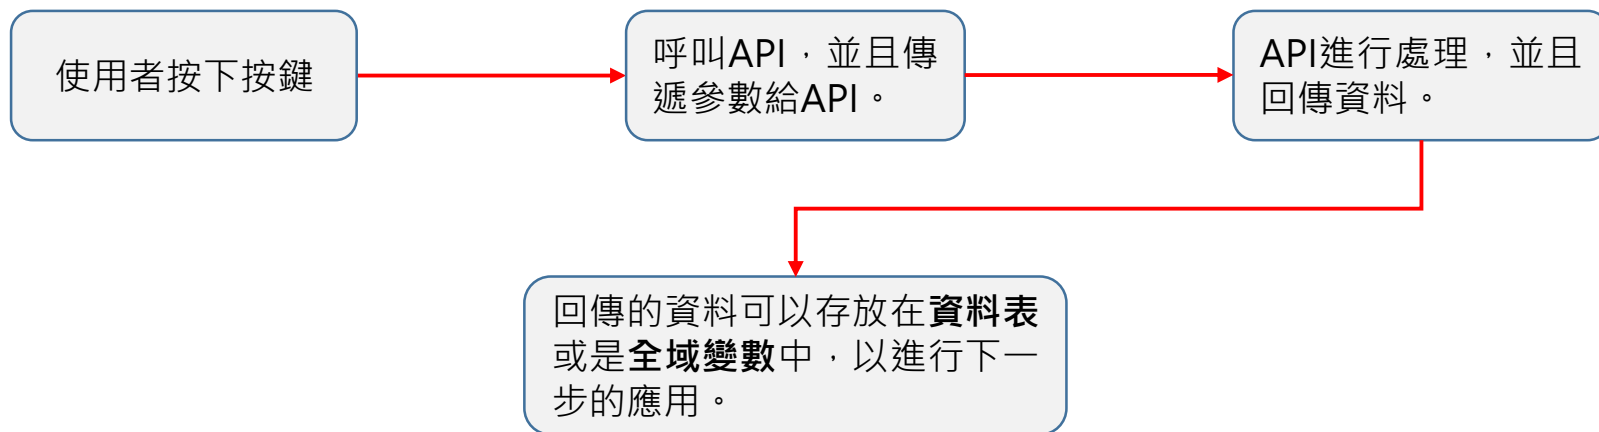 使用者按下按鍵
呼叫API，並且傳
遞參數給API。
API進行處理，並且
回傳資料。
回傳的資料可以存放在資料表
或是全域變數中，以進行下一
步的應用。